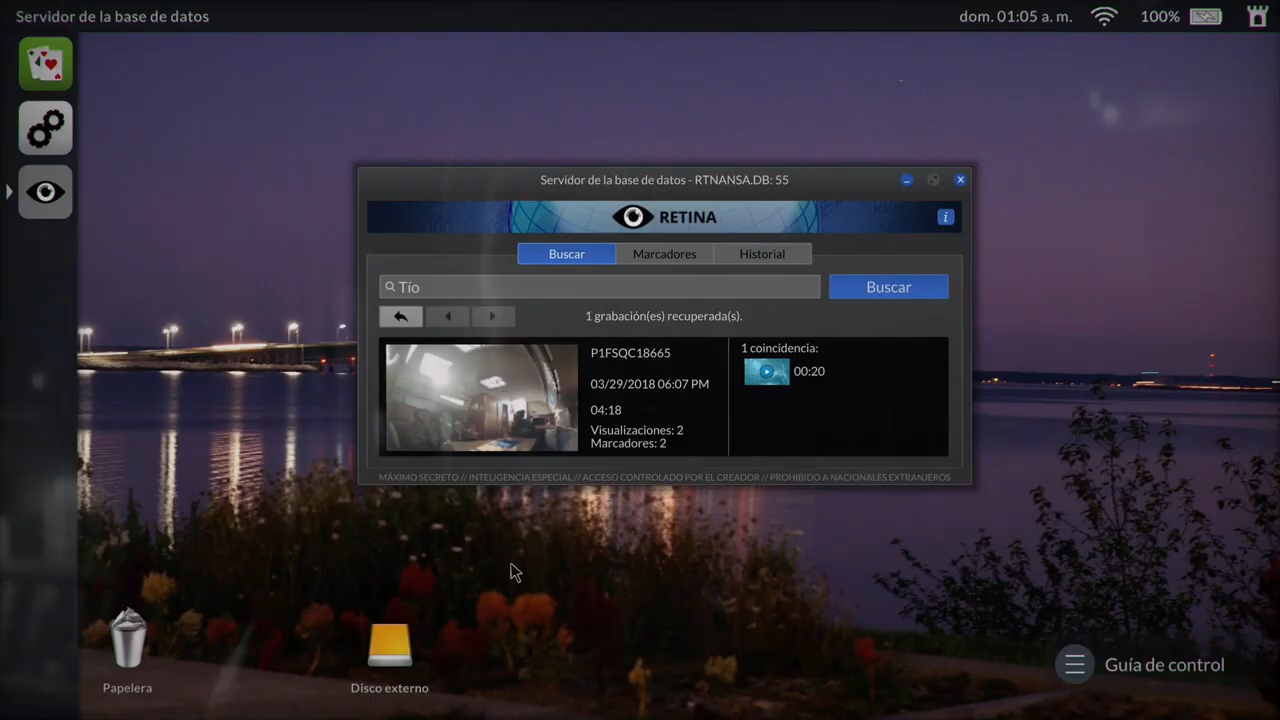 Servidor de la base de datos
dom. 01:05 a. m.
100%
Servidor de la base de datos - RTNANSA.DB: 55
RETINA
i
Buscar
Marcadores
Historial
Tío
Buscar
1 grabación(es) recuperada(s).
P1FSQC18665
03/29/2018 06:07 PM
04:18
Visualizaciones: 2
Marcadores: 2
1 coincidencia:
00:20
MÁXIMO SECRETO // INTELIGENCIA ESPECIAL // ACCESO CONTROLADO POR EL CREADOR // PROHIBIDO A NACIONALES EXTRANJEROS
Papelera
Disco externo
Guía de control